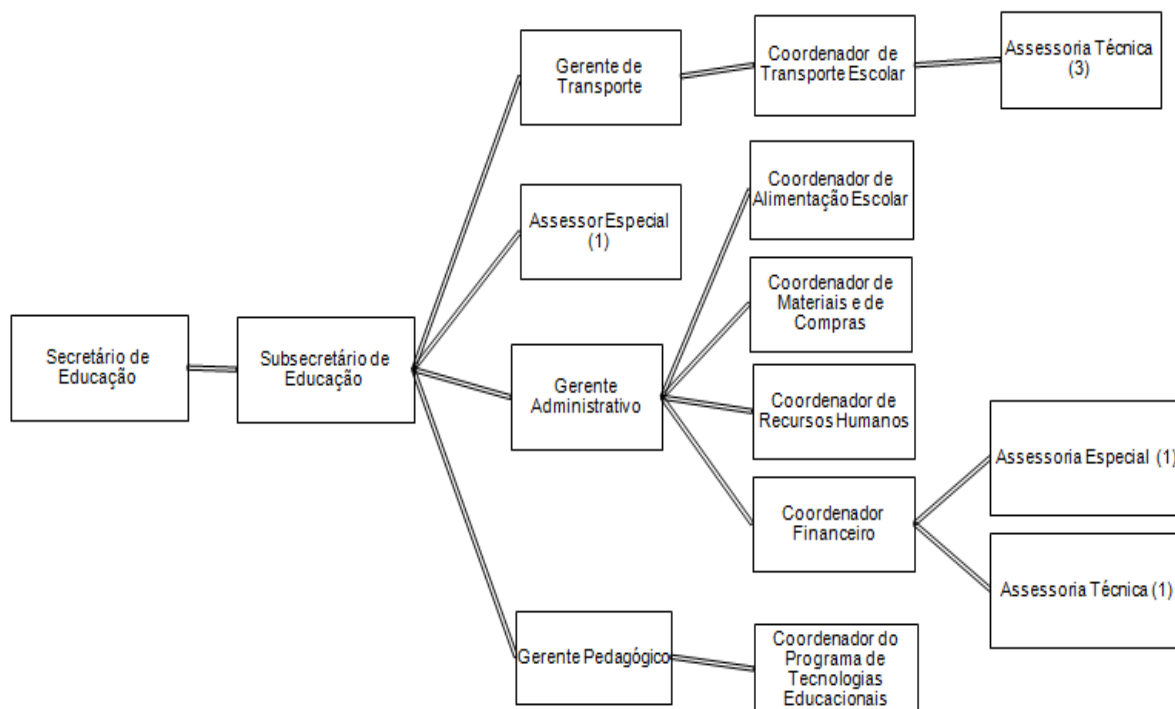 Secretário de
Educação
Subsecretário de
Educação
Gerente de
Transporte
Coordenador de
Transporte Escolar
Assessoria Técnica
(3)
Assessor Especial
(1)
Gerente
Administrativo
Coordenador de
Alimentação Escolar
Coordenador de
Materiais e de
Compras
Coordenador de
Recursos Humanos
Coordenador
Financeiro
Assessoria Especial (1)
Assessoria Técnica (1)
Gerente Pedagógico
Coordenador do
Programa de
Tecnologias
Educacionais